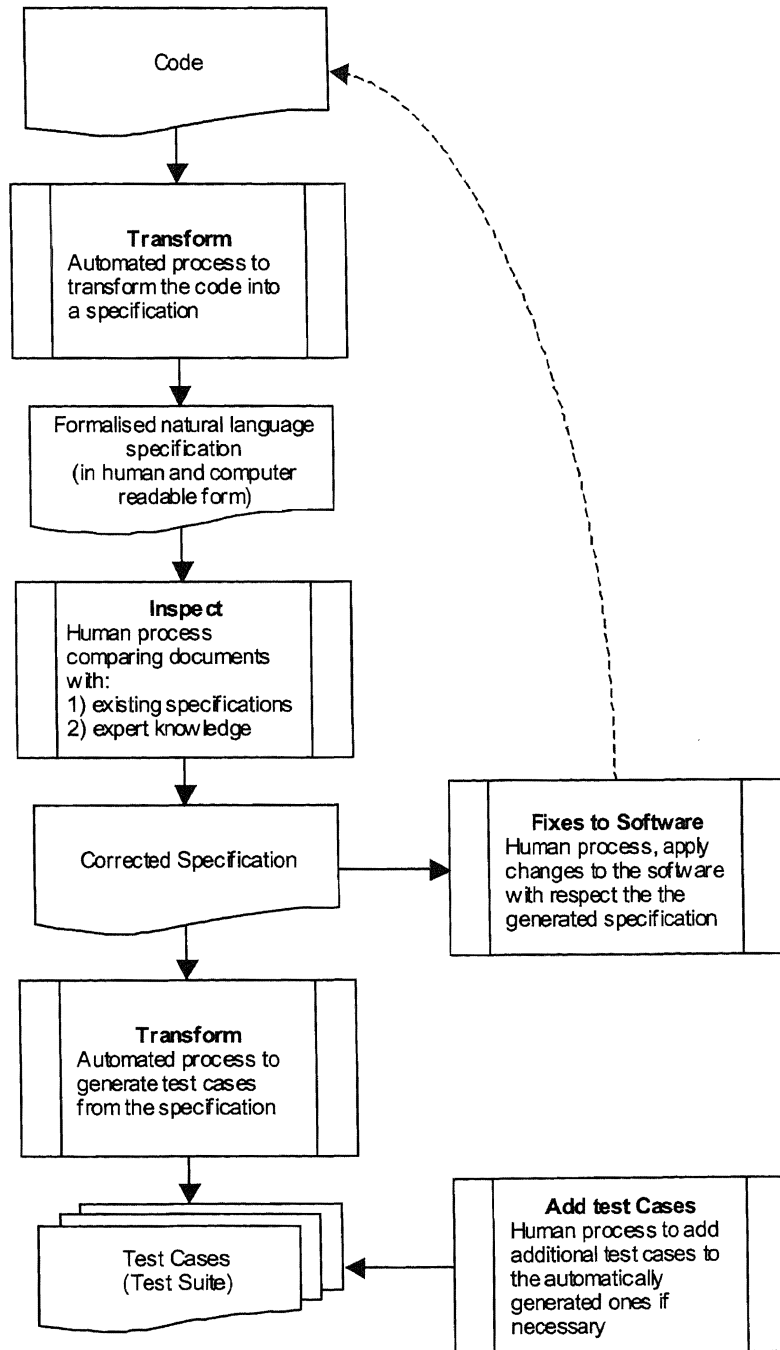 Code
Transform
Automated process to
transform the code into
a specification
Formalised natural language
specification
(in human and computer
readable form)
Inspect
Human process
comparing documents
with:
1) existing specifications
2) expert knowledge
Corrected Specification
Fixes to Software
Human process, apply
changes to the software
with respect the the
generated specification
Transform
Automated process to
generate test cases
from the specification
Test Cases
(Test Suite)
Add test Cases
Human process to add
additional test cases to
the automatically
generated ones if
necessary